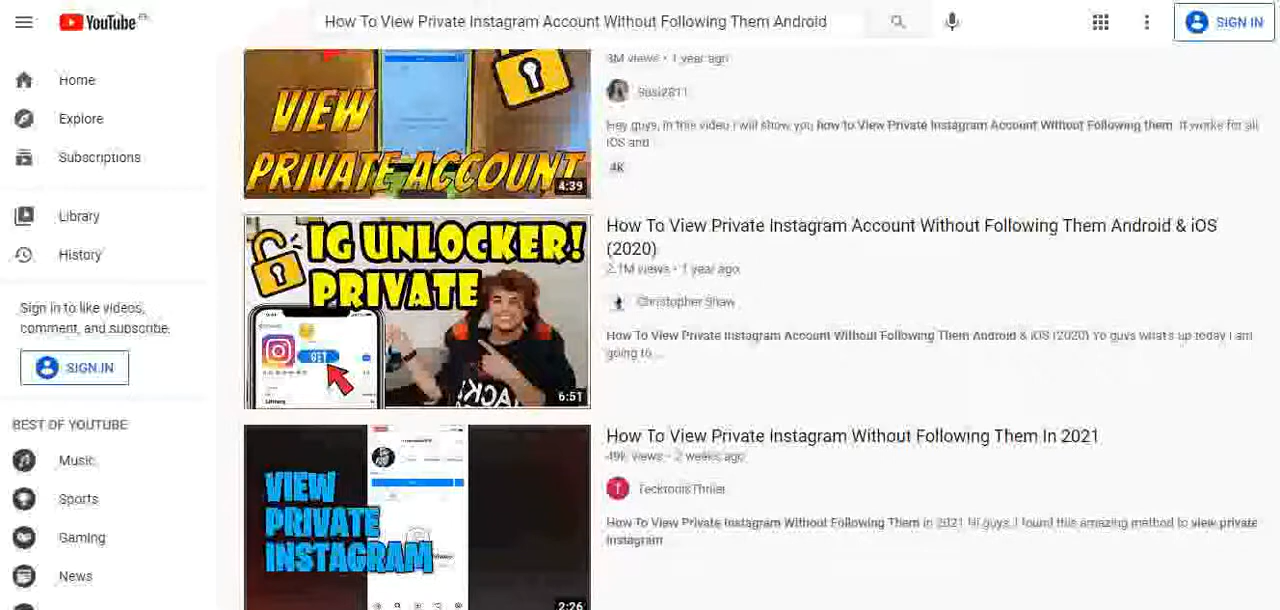 YouTube
How To View Private Instagram Account Without Following Them Android
SIGN IN
Home
Explore
Subscriptions
Library
History
Sign in to like videos,
comment, and subscribe.
SIGN IN
BEST OF YOUTUBE
Music
Sports
Gaming
News
VIEW
PRIVATE ACCOUNT
4:39
3M views • 1 year ago
Susi2811
Hey guys, in this video I will show you how to View Private Instagram Account Without Following them. It works for all
iOS and
4K
IG UNLOCKER!
PRIVATE
GET
6:51
How To View Private Instagram Account Without Following Them Android & iOS
(2020)
2.1M views • 1 year ago
Christopher Shaw
How To View Private Instagram Account Without Following Them Android & iOS (2020) Yo guys what's up today I am
going to ...
VIEW
PRIVATE
INSTAGRAM
2:26
How To View Private Instagram Without Following Them In 2021
49K views • 2 weeks ago
How To View Private Instagram Without Following Them in 2021 Hi guys, I found this amazing method to view private
Instagram